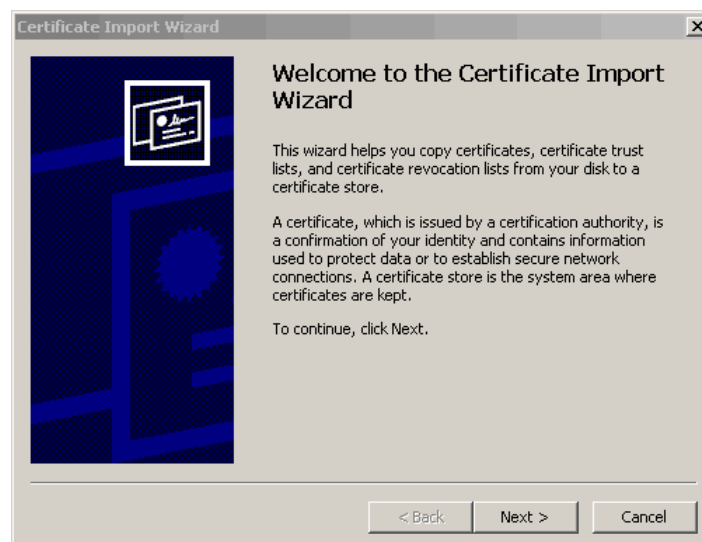 Certificate Import Wizard
Welcome to the Certificate Import
Wizard
This wizard helps you copy certificates, certificate trust
lists, and certificate revocation lists from your disk to a
certificate store.
A certificate, which is issued by a certification authority, is
a confirmation of your identity and contains information
used to protect data or to establish secure network
connections. A certificate store is the system area where
certificates are kept.
To continue, click Next.
< Back Next > Cancel